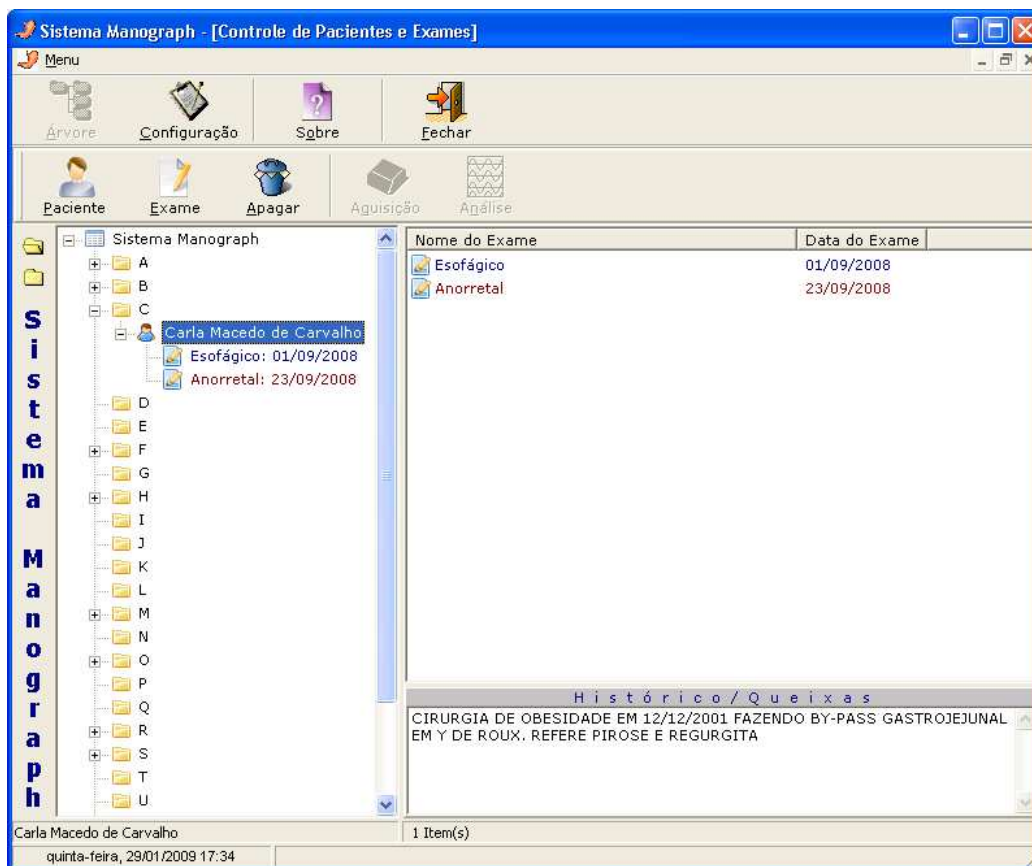 Sistema Manograph - [Controle de Pacientes e Exames]
Menu
Árvore Configuração Sobre Fechar
Paciente Exame Apagar Aquisição Análise
Sistema Manograph
Sistema Manograph
A
B
C
Carla Macedo de Carvalho
Esofágico: 01/09/2008
Anorretal: 23/09/2008
D
E
F
G
H
I
J
K
L
M
N
O
P
Q
R
S
T
U
Nome do Exame Data do Exame
Esofágico 01/09/2008
Anorretal 23/09/2008
Histórico/Queixas
CIRURGIA DE OBESIDADE EM 12/12/2001 FAZENDO BY-PASS GASTROJEJUNAL
EM Y DE ROUX. REFERE PIROSE E REGURGITA
Carla Macedo de Carvalho 1 Item(s)
quinta-feira, 29/01/2009 17:34